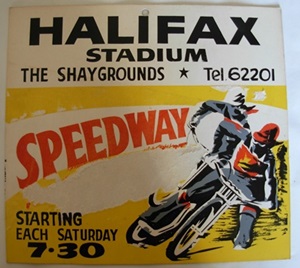 HALIFAX
STADIUM
THE SHAYGROUNDS ★ Tel 62201
SPEEDWAY
STARTING
EACH SATURDAY
7·30